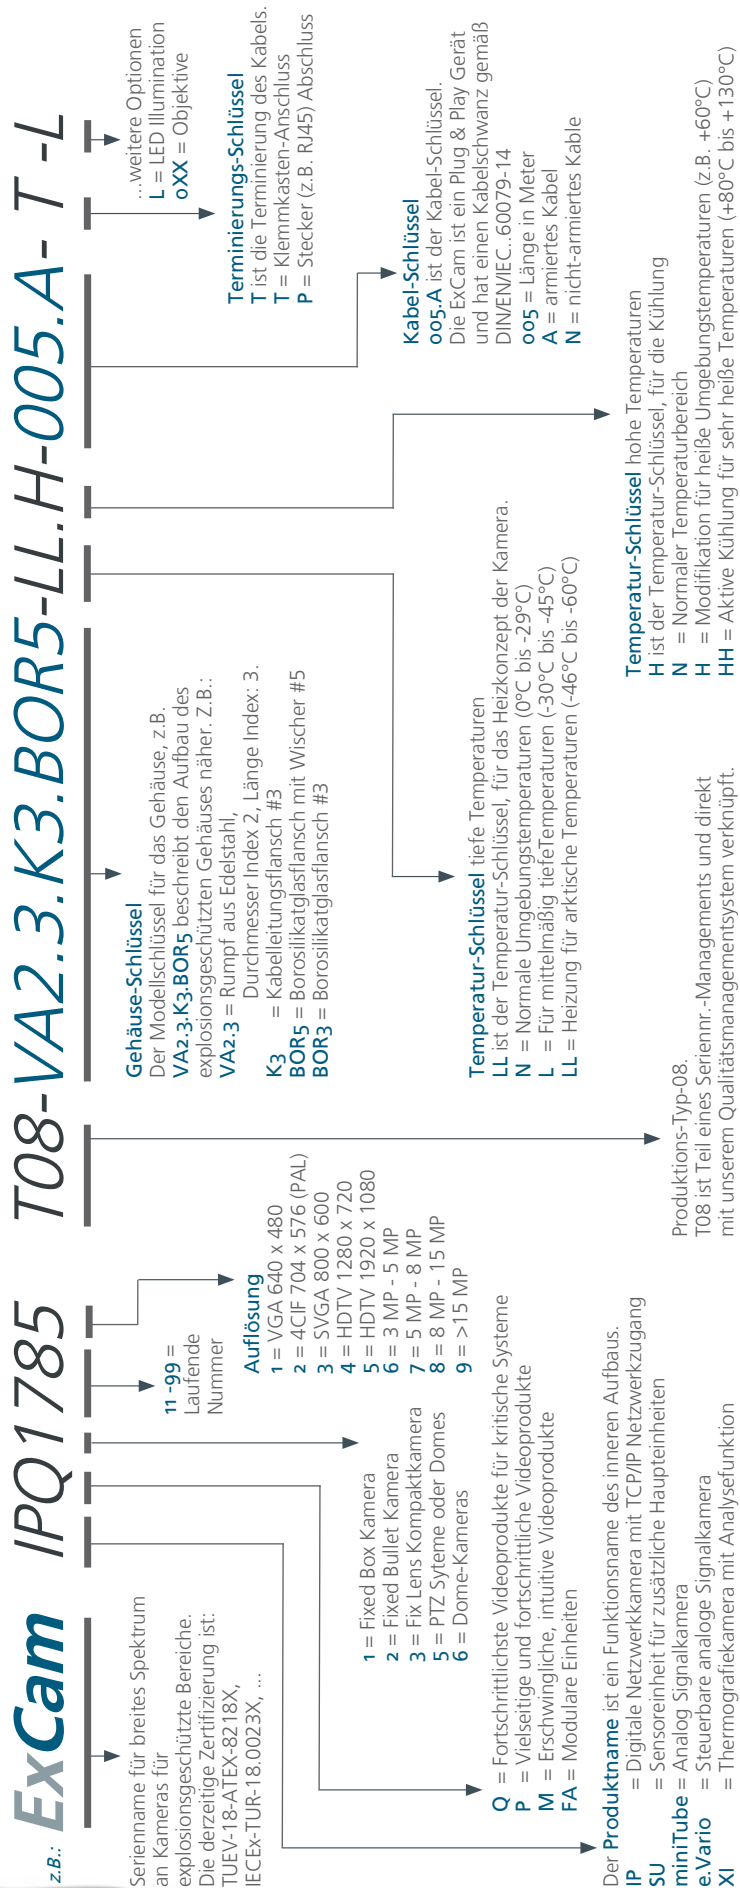 z.B.: ExCam IPQ1785 T08-VA2.3.K3.BOR5-LL.H-005.A- T -L
Serienname für breites Spektrum
an Kameras für
explosionsgeschützte Bereiche.
Die derzeitige Zertifizierung ist:
TUEV-18-ATEX-8218X,
IECEx-TUR-18.0023X, ...
Der Produktname ist ein Funktionsname des inneren Aufbaus.
IP = Digitale Netzwerkkamera mit TCP/IP Netzwerkzugang
SU = Sensoreinheit für zusätzliche Haupteinheiten
miniTube = Analog Signalkamera
e.Vario = Steuerbare analoge Signalkamera
XI = Thermografiekamera mit Analysefunktion
Q = Fortschrittlichste Videoprodukte für kritische Systeme
P = Vielseitige und fortschrittliche Videoprodukte
M = Erschwingliche, intuitive Videoprodukte
FA = Modulare Einheiten
1 = Fixed Box Kamera
2 = Fixed Bullet Kamera
3 = Fix Lens Kompaktkamera
5 = PTZ Syteme oder Domes
6 = Dome-Kameras
11 -99 =
Laufende
Nummer
Auflösung
1 = VGA 640 x 480
2 = 4CIF 704 x 576 (PAL)
3 = SVGA 800 x 600
4 = HDTV 1280 x 720
5 = HDTV 1920 x 1080
6 = 3 MP - 5 MP
7 = 5 MP - 8 MP
8 = 8 MP - 15 MP
9 = >15 MP
Produktions-Typ-08.
T08 ist Teil eines Seriennr.-Managements und direkt
mit unserem Qualitätsmanagementsystem verknüpft.
Gehäuse-Schlüssel
Der Modellschlüssel für das Gehäuse, z.B.
VA2.3.K3.BOR5 beschreibt den Aufbau des
explosionsgeschützten Gehäuses näher. Z.B.:
VA2.3 = Rumpf aus Edelstahl,
Durchmesser Index 2, Länge Index: 3.
K3 = Kabelleitungsflansch #3
BOR5 = Borosilikatglasflansch mit Wischer #5
BOR3 = Borosilikatglasflansch #3
Temperatur-Schlüssel tiefe Temperaturen
LL ist der Temperatur-Schlüssel, für das Heizkonzept der Kamera.
N = Normale Umgebungstemperaturen (0°C bis -29°C)
L = Für mittelmäßig tiefeTemperaturen (-30°C bis -45°C)
LL = Heizung für arktische Temperaturen (-46°C bis -60°C)
Temperatur-Schlüssel hohe Temperaturen
H ist der Temperatur-Schlüssel, für die Kühlung
N = Normaler Temperaturbereich
H = Modifikation für heiße Umgebungstemperaturen (z.B. +60°C)
HH = Aktive Kühlung für sehr heiße Temperaturen (+80°C bis +130°C)
Kabel-Schlüssel
005.A ist der Kabel-Schlüssel.
Die ExCam ist ein Plug & Play Gerät
und hat einen Kabelschwanz gemäß
DIN/EN/IEC..60079-14
005 = Länge in Meter
A = armiertes Kabel
N = nicht-armiertes Kable
Terminierungs-Schlüssel
T ist die Terminierung des Kabels.
T = Klemmkasten-Anschluss
P = Stecker (z.B. RJ45) Abschluss
...weitere Optionen
L = LED Illumination
0XX = Objektive